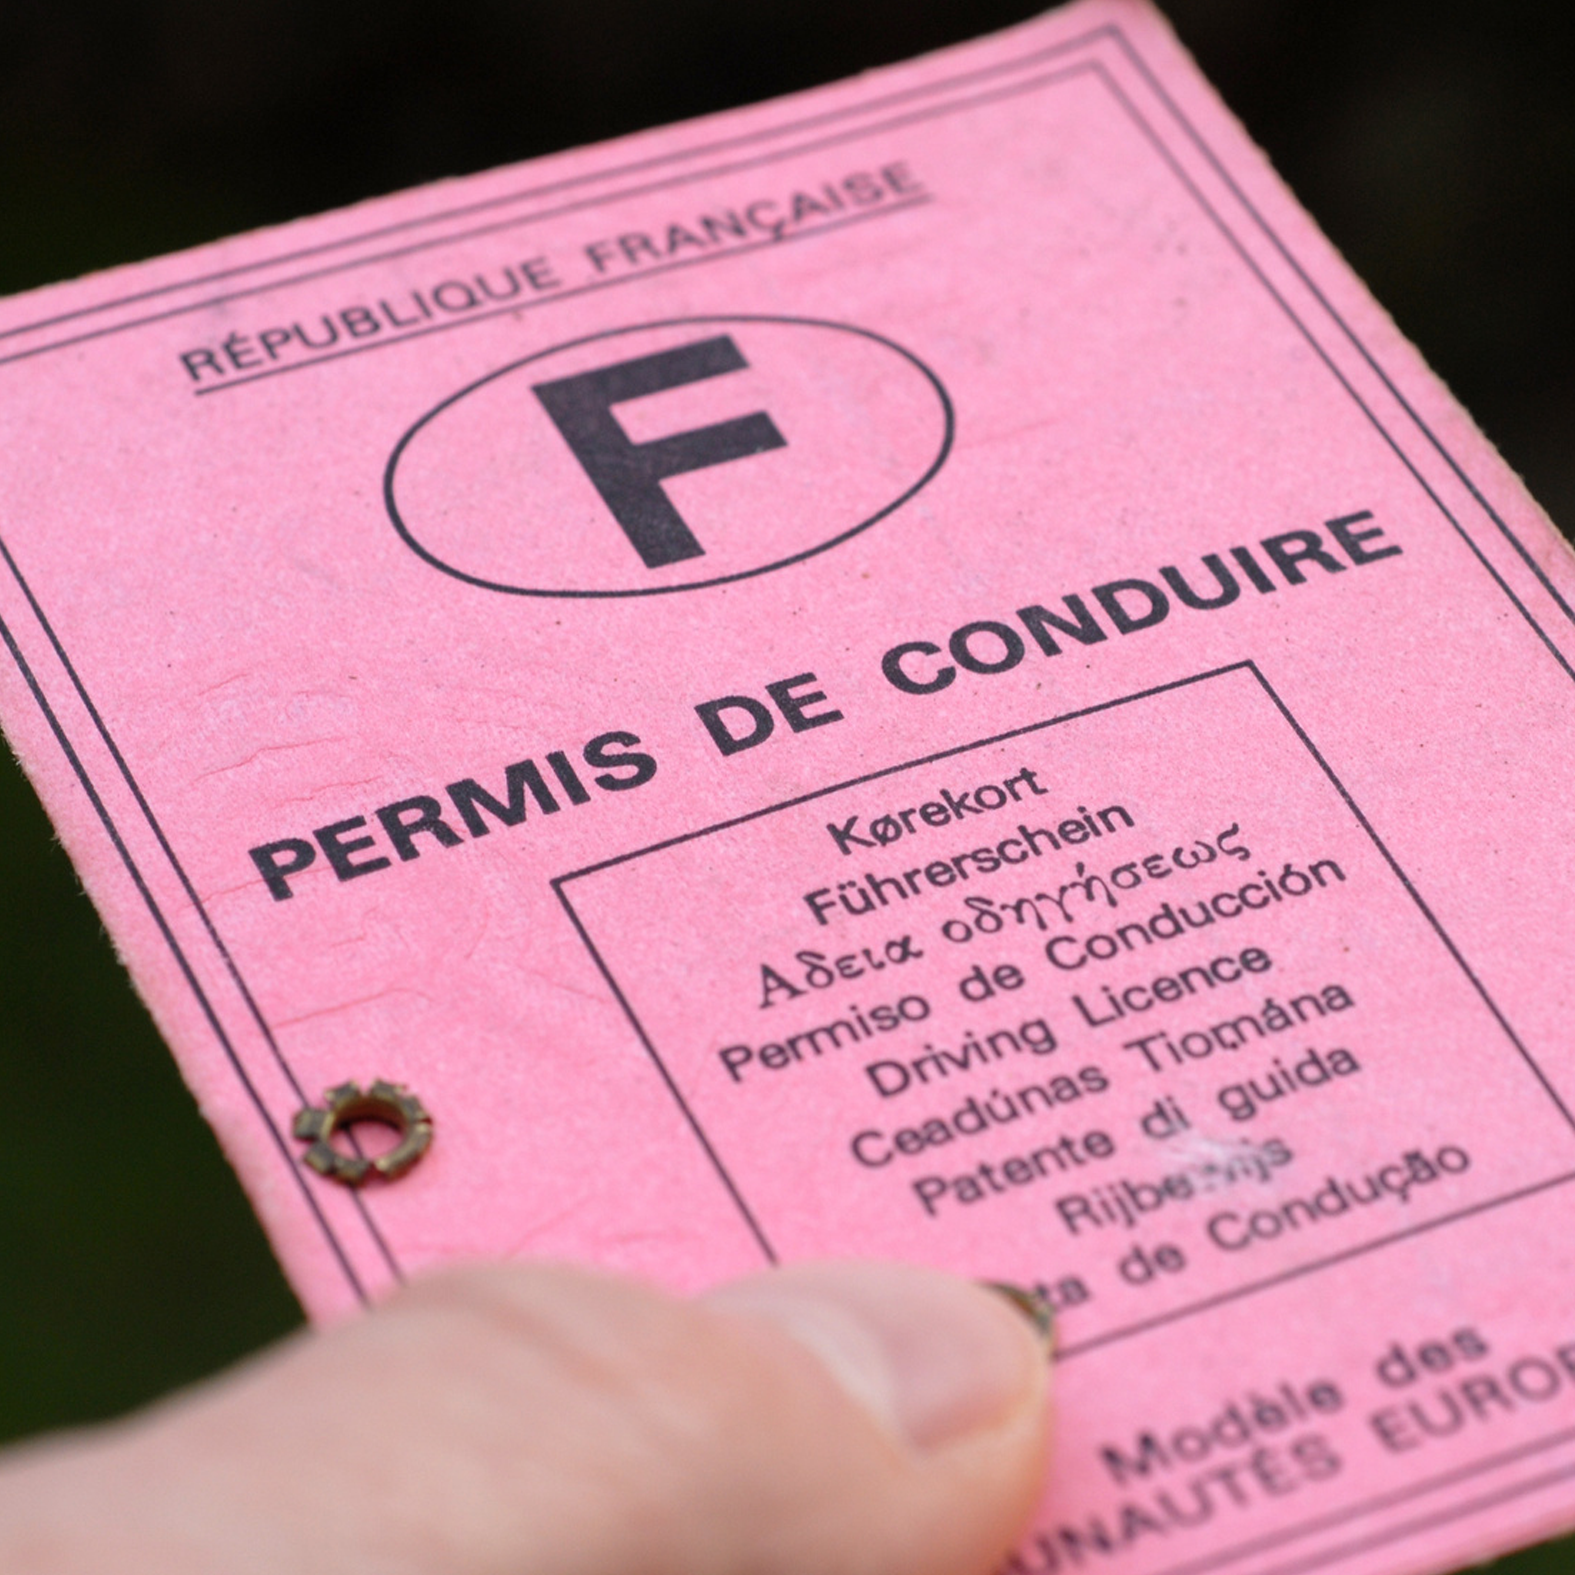 RÉPUBLIQUE FRANÇAISE
F
PERMIS DE CONDUIRE
Kørekort
Führerschein
Αδεια οδηγήσεως
Permiso de Conducción
Driving Licence
Ceadúnas Tiomána
Patente di guida
de Condução
Modèle des